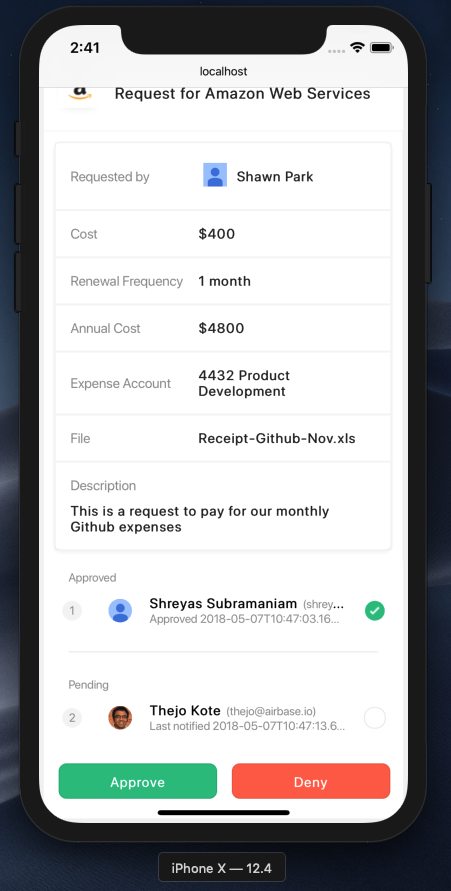 2:41
localhost
Request for Amazon Web Services
Requested by Shawn Park
Cost $400
Renewal Frequency 1 month
Annual Cost $4800
Expense Account 4432 Product
Development
File Receipt-Github-Nov.xls
Description
This is a request to pay for our monthly
Github expenses
Approved
1 Shreyas Subramaniam (shrey...
Approved 2018-05-07T10:47:03.16...
Pending
2 Thejo Kote (thejo@airbase.io)
Last notified 2018-05-07T10:47:13.6...
Approve Deny
iPhone X — 12.4